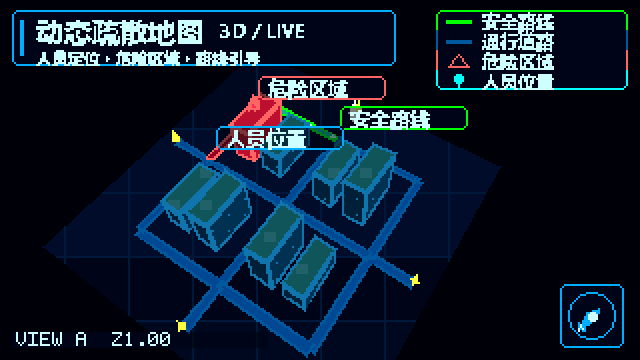 动态疏散地图 3D/LIVE
人员定位·危险区域·路线引导
安全路线
通行道路
危险区域
人员位置
危险区域
安全路线
人员位置
VIEW A Z1.00